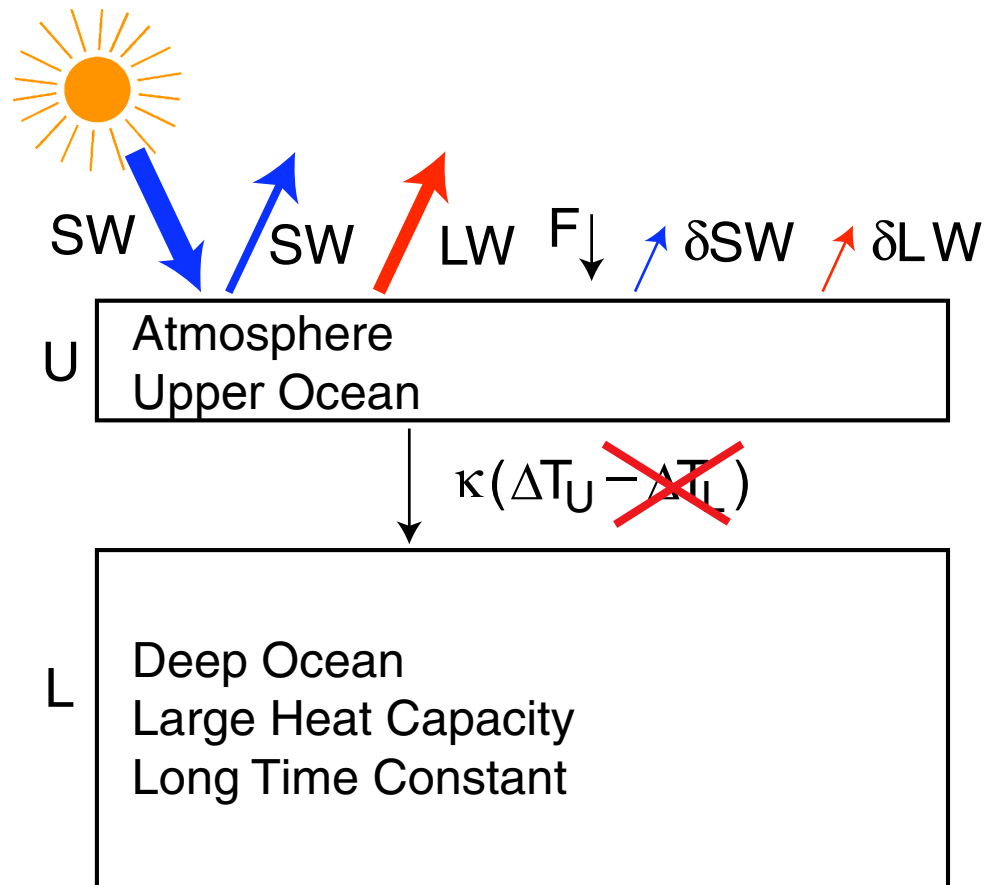 SW
SW
LW
F
δSW
δLW
U
Atmosphere
Upper Ocean
κ(ΔTU−ΔTL)
L
Deep Ocean
Large Heat Capacity
Long Time Constant